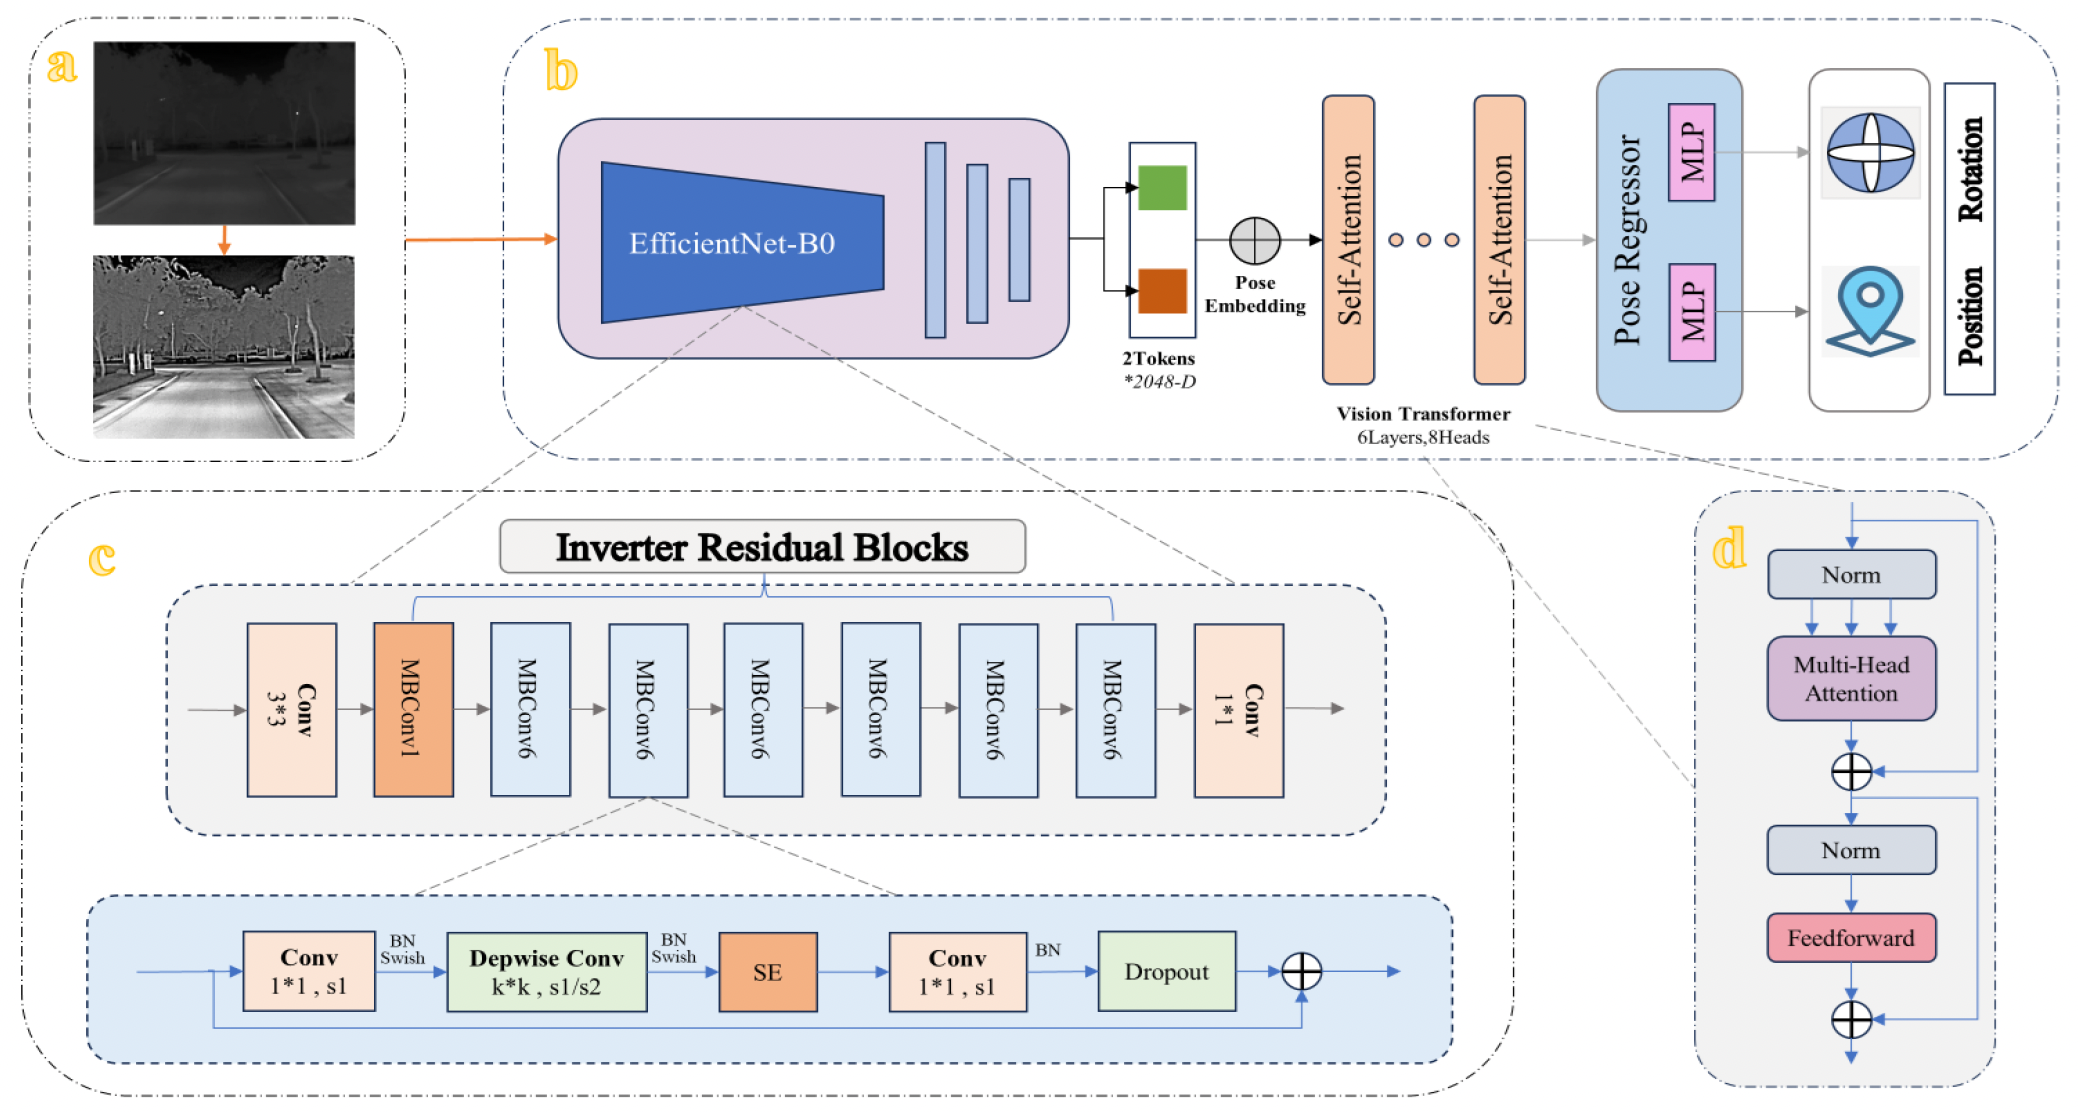 a
b
EfficientNet-B0
2Tokens
*2048-D
Pose
Embedding
Self-Attention
Self-Attention
Vision Transformer
6Layers,8Heads
Pose Regressor
MLP
MLP
Rotation
Position
c
Inverter Residual Blocks
Conv
3*3
MBConv1
MBConv6
MBConv6
MBConv6
MBConv6
MBConv6
MBConv6
Conv
1*1
Conv
1*1 , s1
BN
Swish
Depwise Conv
k*k , s1/s2
BN
Swish
SE
Conv
1*1 , s1
BN
Dropout
d
Norm
Multi-Head
Attention
Norm
Feedforward